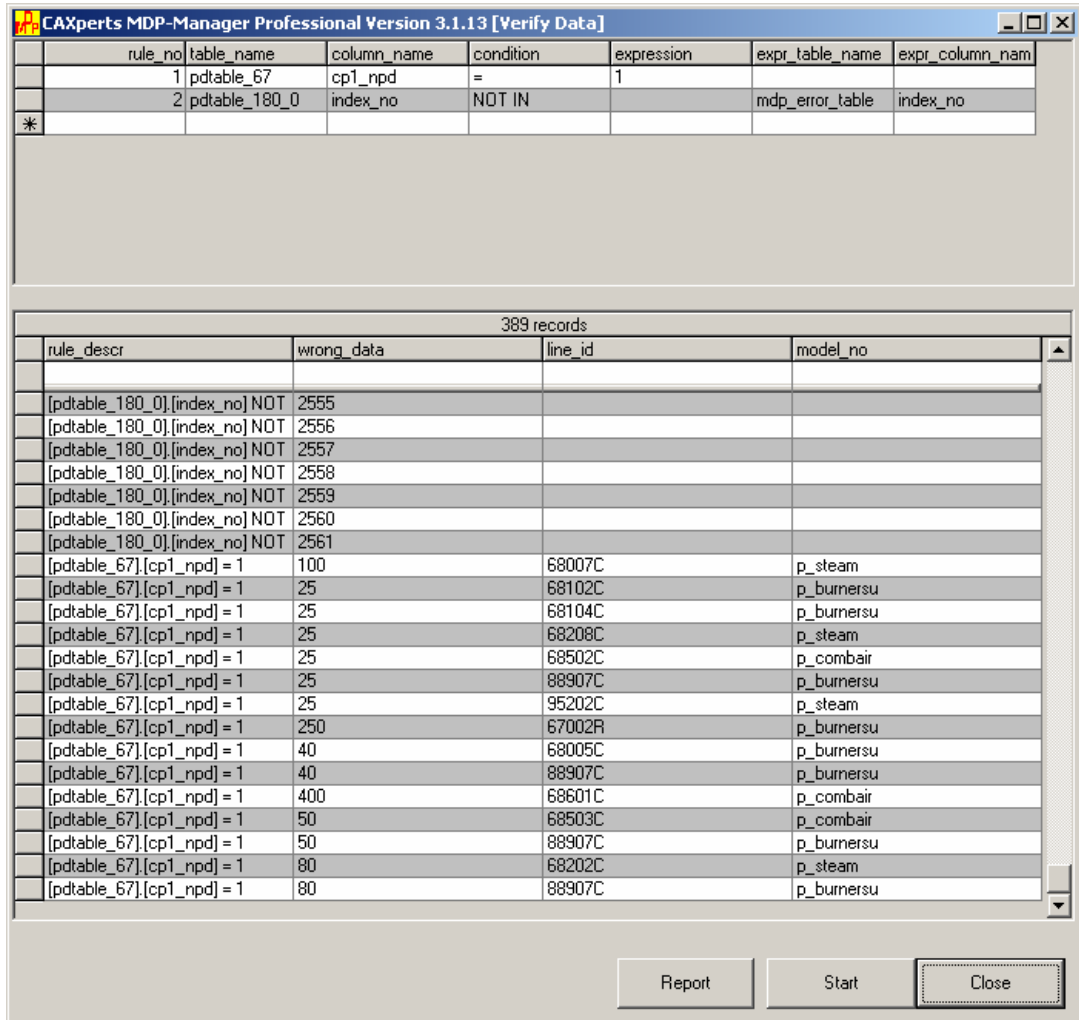 CAXperts MDP-Manager Professional Version 3.1.13 [Verify Data]
rule_no table_name column_name condition expression expr_table_name expr_column_nam
1 pdtable_67 cp1_npd = 1
2 pdtable_180_0 index_no NOT IN mdp_error_table index_no
*
389 records
rule_descr wrong_data line_id model_no
[pdtable_180_0].[index_no] NOT 2555
[pdtable_180_0].[index_no] NOT 2556
[pdtable_180_0].[index_no] NOT 2557
[pdtable_180_0].[index_no] NOT 2558
[pdtable_180_0].[index_no] NOT 2559
[pdtable_180_0].[index_no] NOT 2560
[pdtable_180_0].[index_no] NOT 2561
[pdtable_67].[cp1_npd] = 1 100 68007C p_steam
[pdtable_67].[cp1_npd] = 1 25 68102C p_burnersu
[pdtable_67].[cp1_npd] = 1 25 68104C p_burnersu
[pdtable_67].[cp1_npd] = 1 25 68208C p_steam
[pdtable_67].[cp1_npd] = 1 25 68502C p_combair
[pdtable_67].[cp1_npd] = 1 25 88907C p_burnersu
[pdtable_67].[cp1_npd] = 1 25 95202C p_steam
[pdtable_67].[cp1_npd] = 1 250 67002R p_burnersu
[pdtable_67].[cp1_npd] = 1 40 68005C p_burnersu
[pdtable_67].[cp1_npd] = 1 40 88907C p_burnersu
[pdtable_67].[cp1_npd] = 1 400 68601C p_combair
[pdtable_67].[cp1_npd] = 1 50 68503C p_combair
[pdtable_67].[cp1_npd] = 1 50 88907C p_burnersu
[pdtable_67].[cp1_npd] = 1 80 68202C p_steam
[pdtable_67].[cp1_npd] = 1 80 88907C p_burnersu
Report Start Close